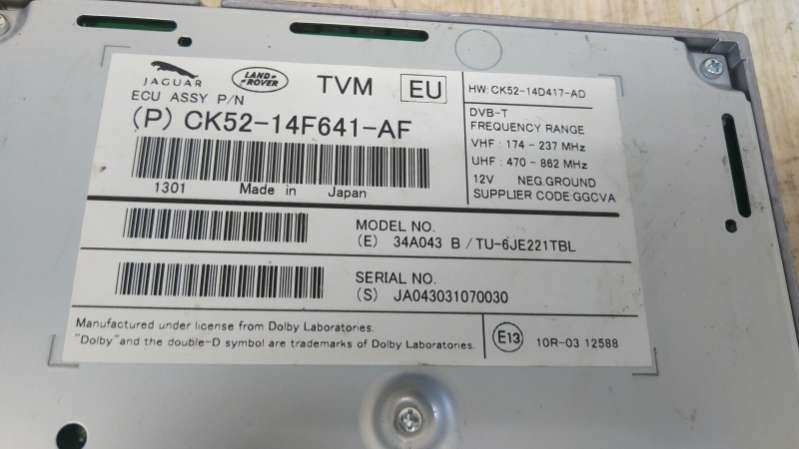 JAGUAR
LAND ROVER
TVM
EU
ECU ASSY P/N
(P) CK52-14F641-AF
1301 Made in Japan
HW: CK52-14D417-AD
DVB-T
FREQUENCY RANGE
VHF : 174 - 237 MHz
UHF : 470 - 862 MHz
12V NEG.GROUND
SUPPLIER CODE:GGCVA
MODEL NO.
(E) 34A043 B / TU-6JE221TBL
SERIAL NO.
(S) JA043031070030
Manufactured under license from Dolby Laboratories.
"Dolby" and the double-D symbol are trademarks of Dolby Laboratories.
E13
10R-03 12588